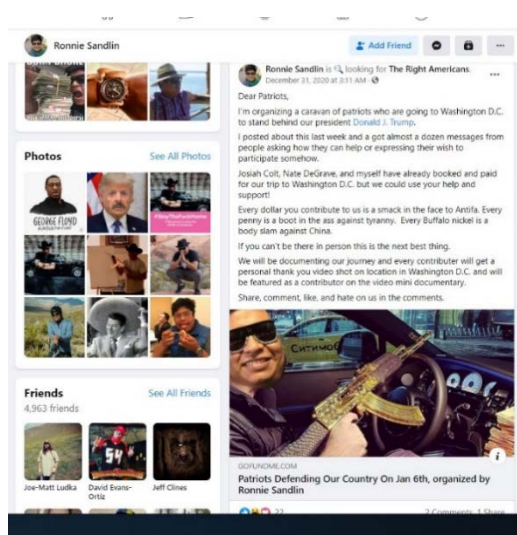 Ronnie Sandlin
Add Friend
Ronnie Sandlin is looking for The Right Americans
December 31, 2020 at 3:11 AM
Dear Patriots,
I'm organizing a caravan of patriots who are going to Washington D.C.
to stand behind our president Donald J. Trump.
I posted about this last week and got almost a dozen messages from
people asking how they can help or expressing their wish to
participate somehow.
Josiah Colt, Nate DeGrave, and myself have already booked and paid
for our trip to Washington D.C. but we could use your help and
support!
Every dollar you contribute to us is a smack in the face to Antifa. Every
penny is a boot in the ass against tyranny. Every Buffalo nickel is a
body slam against China.
If you can't be there in person this is the next best thing.
We will be documenting our journey and every contributer will get a
personal thank you video shot on location in Washington D.C. and will
be featured as a contributor on the video mini documentary.
Share, comment, like, and hate on us in the comments.
Photos
See All Photos
GEORGE FLOYD
Friends
See All Friends
4,963 friends
54
Joe-Matt Ludka
David Evans-
Ortiz
Jeff Clines
Ситимоб
GOFUNDME.COM
Patriots Defending Our Country On Jan 6th, organized by
Ronnie Sandlin
22
2 Comments 1 Share